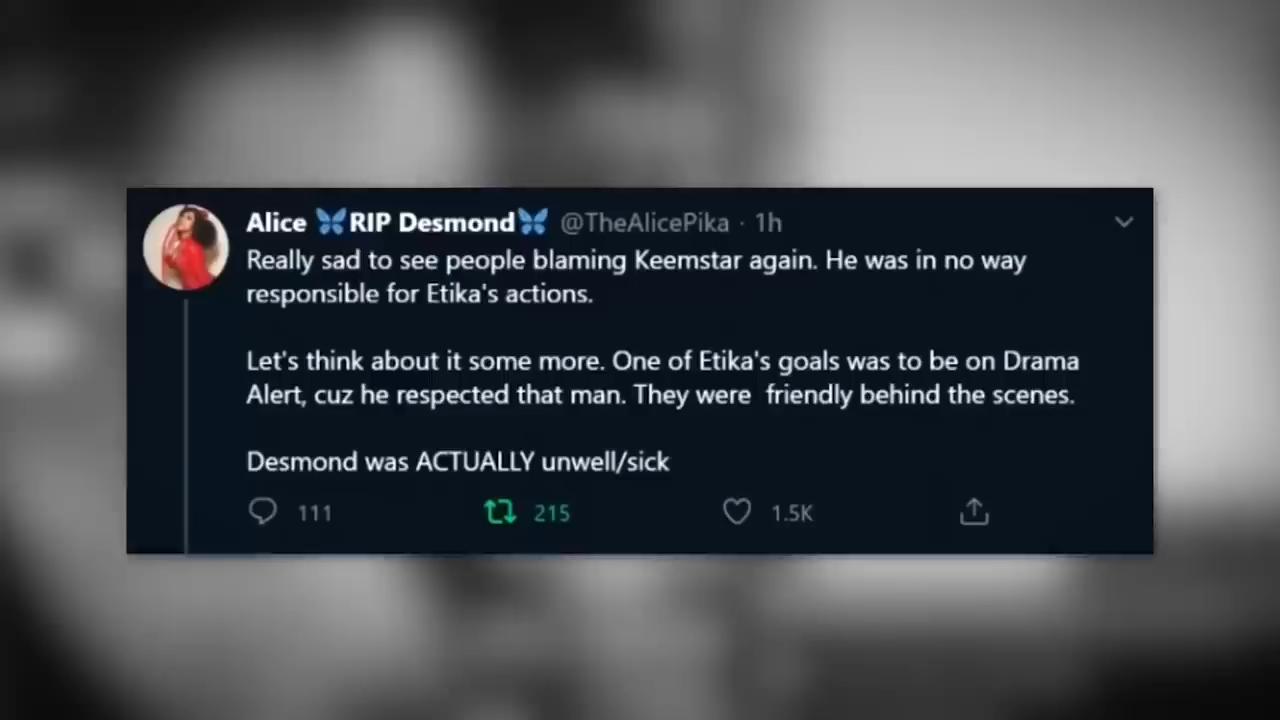 Alice 🦋RIP Desmond🦋 @TheAlicePika · 1h
Really sad to see people blaming Keemstar again. He was in no way
responsible for Etika's actions.
Let's think about it some more. One of Etika's goals was to be on Drama
Alert, cuz he respected that man. They were  friendly behind the scenes.
Desmond was ACTUALLY unwell/sick
111 215 1.5K